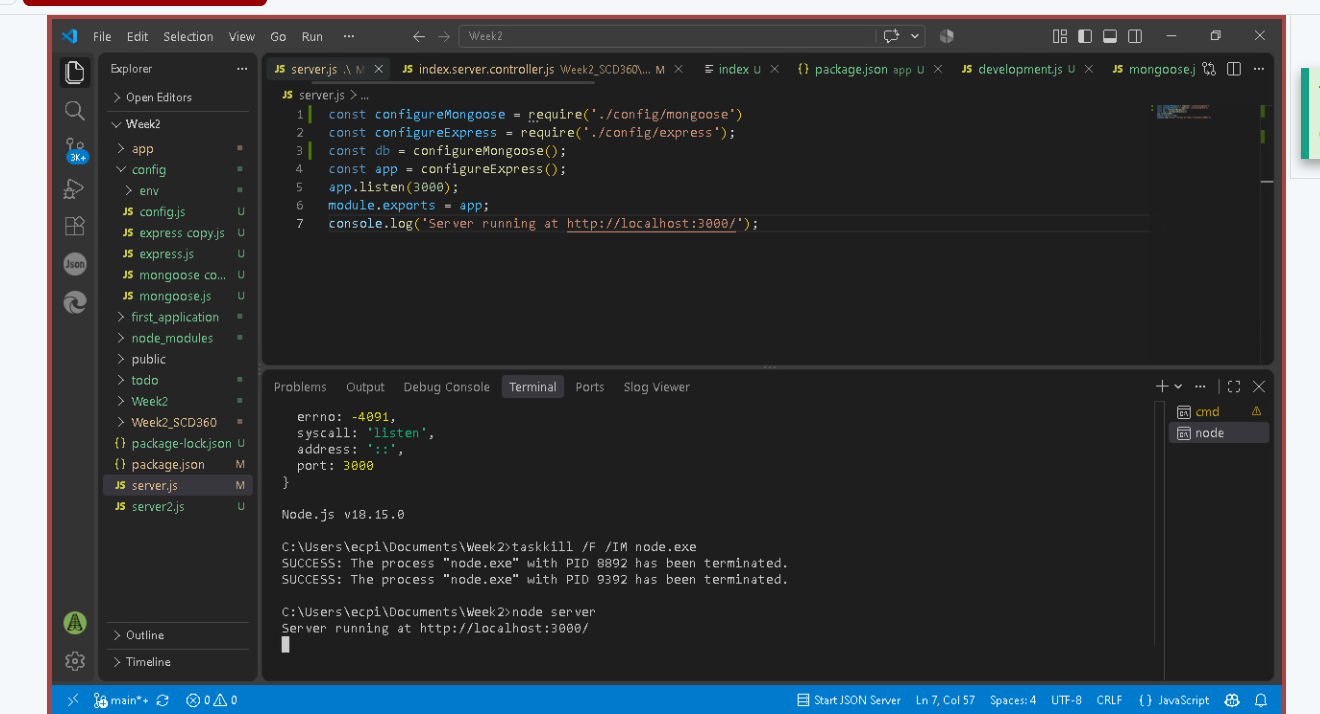 File Edit Selection View Go Run ··· ← → Week2
Explorer ···
Open Editors
Week2
app
config
env
JS config.js U
JS express copy.js U
JS express.js U
JS mongoose co... U
JS mongoose.js U
first_application
node_modules
public
todo
Week2
Week2_SCD360
{} package-lock.json U
{} package.json M
JS server.js M
JS server2.js U
Outline
Timeline
3K+
Json
JS server.js .\ M JS index.server.controller.js Week2_SCD360\... M index U {} package.json app U JS development.js U JS mongoose.j ···
JS server.js > ...
1 const configureMongoose = require('./config/mongoose')
2 const configureExpress = require('./config/express');
3 const db = configureMongoose();
4 const app = configureExpress();
5 app.listen(3000);
6 module.exports = app;
7 console.log('Server running at http://localhost:3000/');
Problems Output Debug Console Terminal Ports Slog Viewer
errno: -4091,
syscall: 'listen',
address: '::',
port: 3000
}
Node.js v18.15.0
C:\Users\ecpi\Documents\Week2>taskkill /F /IM node.exe
SUCCESS: The process "node.exe" with PID 8892 has been terminated.
SUCCESS: The process "node.exe" with PID 9392 has been terminated.
C:\Users\ecpi\Documents\Week2>node server
Server running at http://localhost:3000/
cmd
node
main*+ 0 0 Start JSON Server Ln 7, Col 57 Spaces: 4 UTF-8 CRLF {} JavaScript